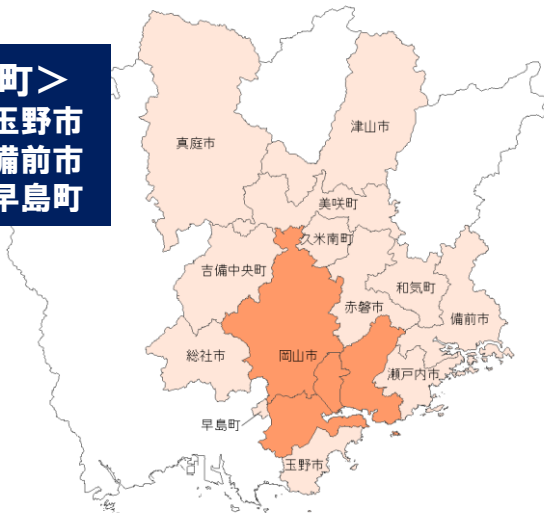 町＞
玉野市
備前市
早島町
津山市
真庭市
美咲町
久米南町
吉備中央町
和気町
赤磐市
備前市
総社市
岡山市
瀬戸内市
早島町
玉野市